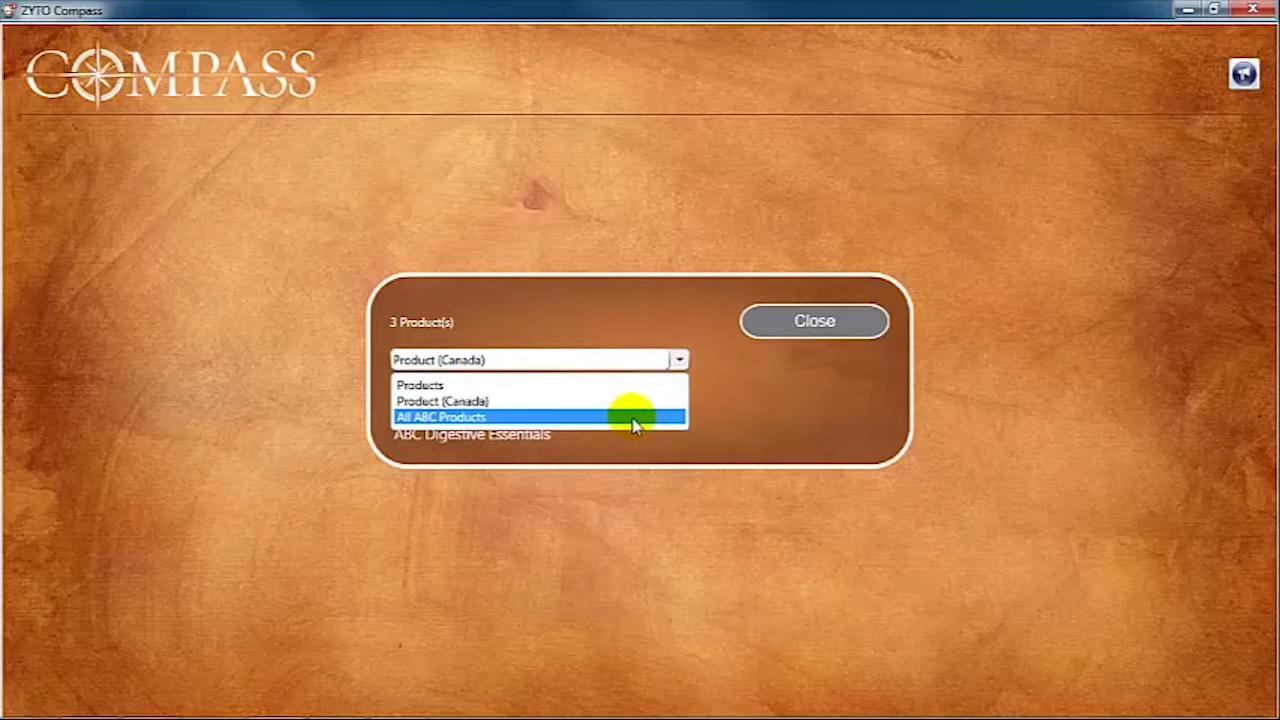 ZYTO Compass
COMPASS
3 Product(s)
Close
Product (Canada)
Products
Product (Canada)
All ABC Products
ABC Digestive Essentials